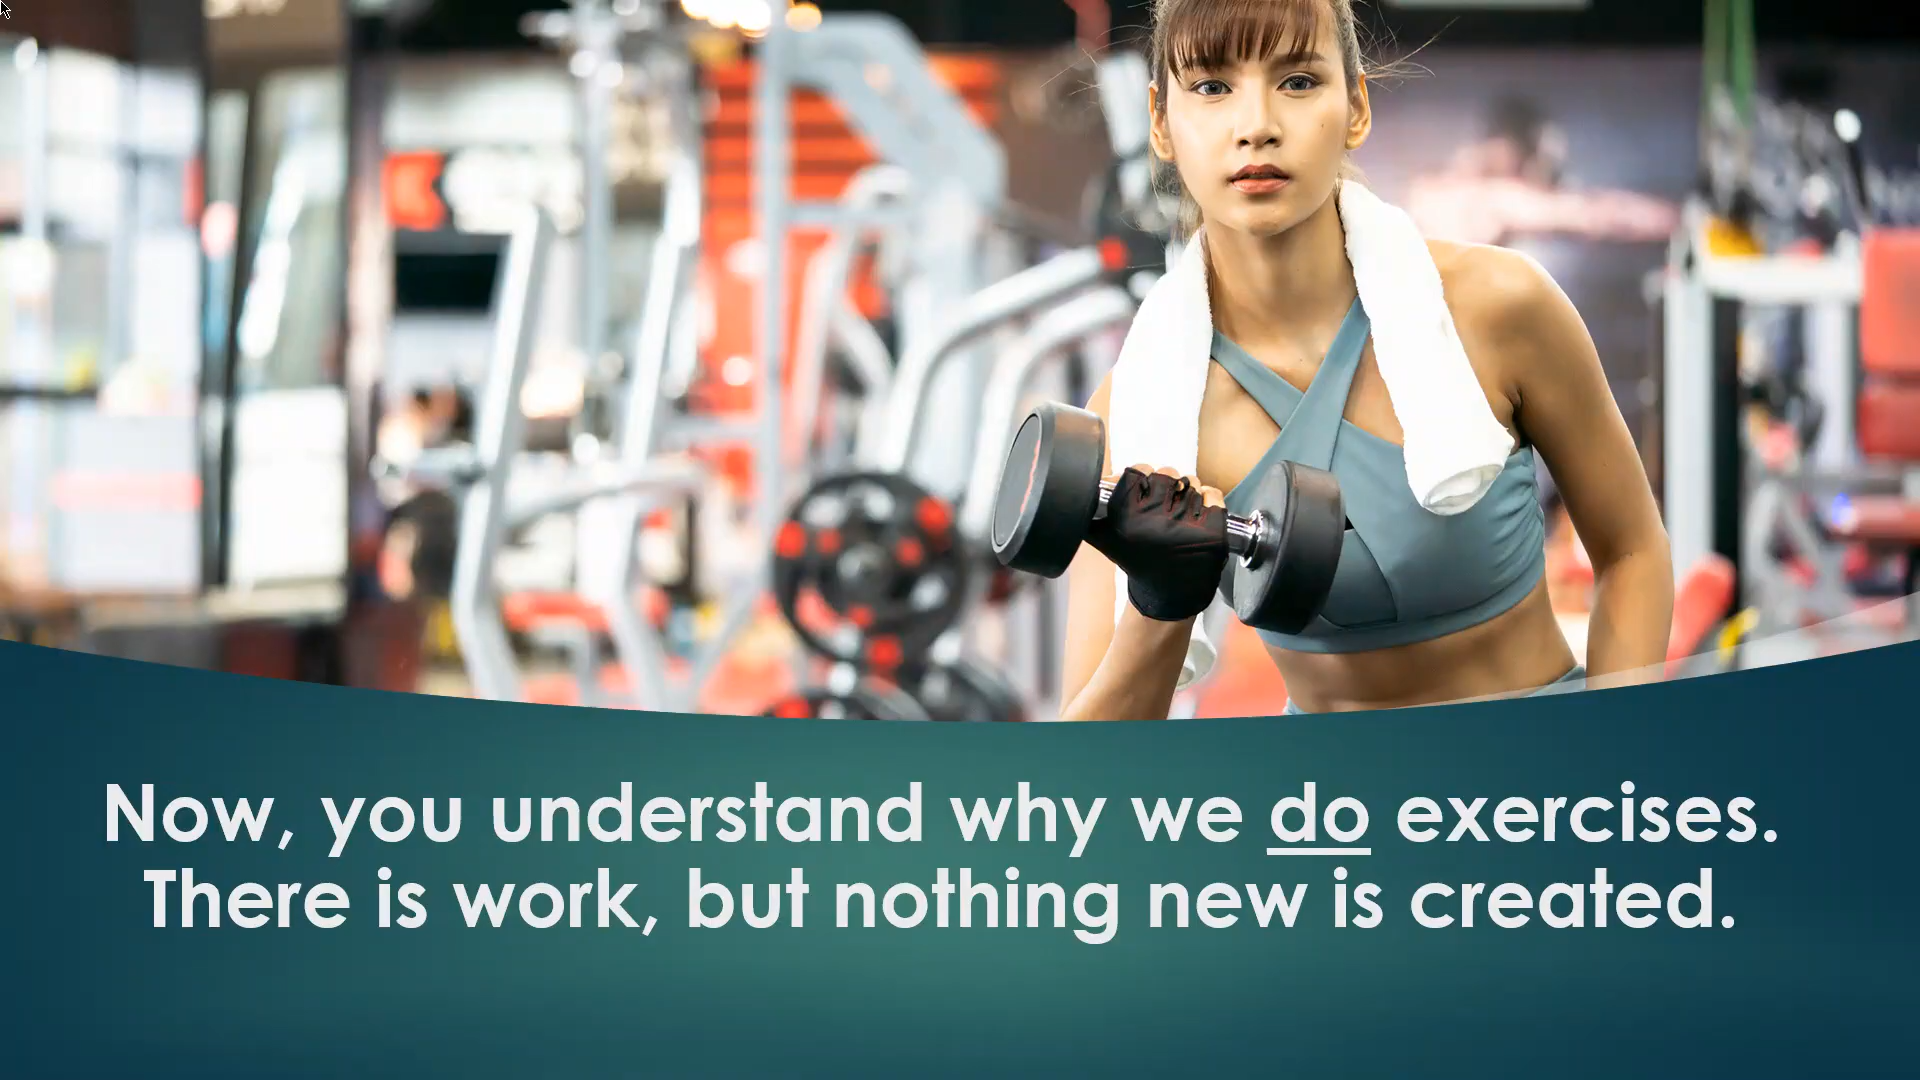 Now, you understand why we do exercises.
There is work, but nothing new is created.